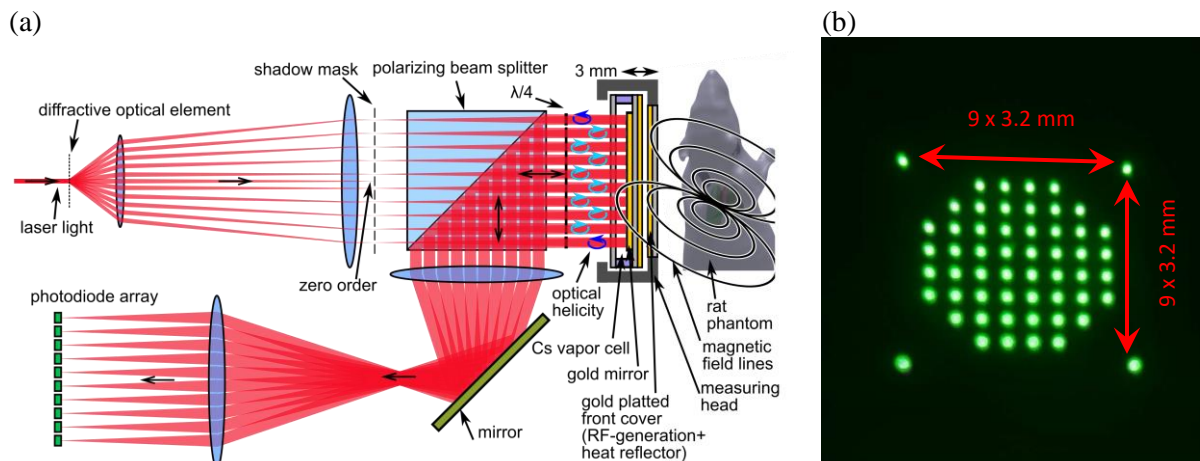 (a)
(b)
shadow mask
polarizing beam splitter
3 mm
λ/4
diffractive optical element
laser light
zero order
photodiode array
mirror
optical
helicity
Cs vapor cell
gold mirror
gold platted
front cover
(RF-generation+
heat reflector)
rat
phantom
magnetic
field lines
measuring
head
9 x 3.2 mm
9 x 3.2 mm